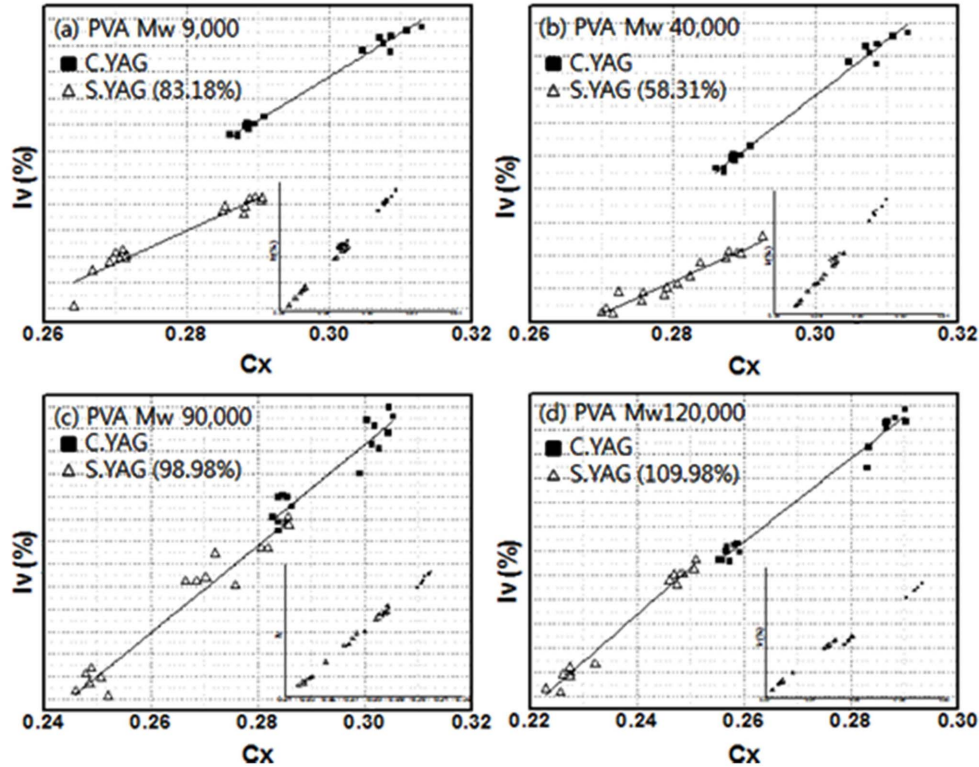 (a) PVA Mw 9,000
C.YAG
S.YAG (83.18%)
Iv (%)
0.26 0.28 0.30 0.32
Cx
(b) PVA Mw 40,000
C.YAG
S.YAG (58.31%)
Iv (%)
0.26 0.28 0.30 0.32
Cx
(c) PVA Mw 90,000
C.YAG
S.YAG (98.98%)
Iv (%)
0.24 0.26 0.28 0.30 0.32
Cx
(d) PVA Mw120,000
C.YAG
S.YAG (109.98%)
Iv (%)
0.22 0.24 0.26 0.28 0.30
Cx